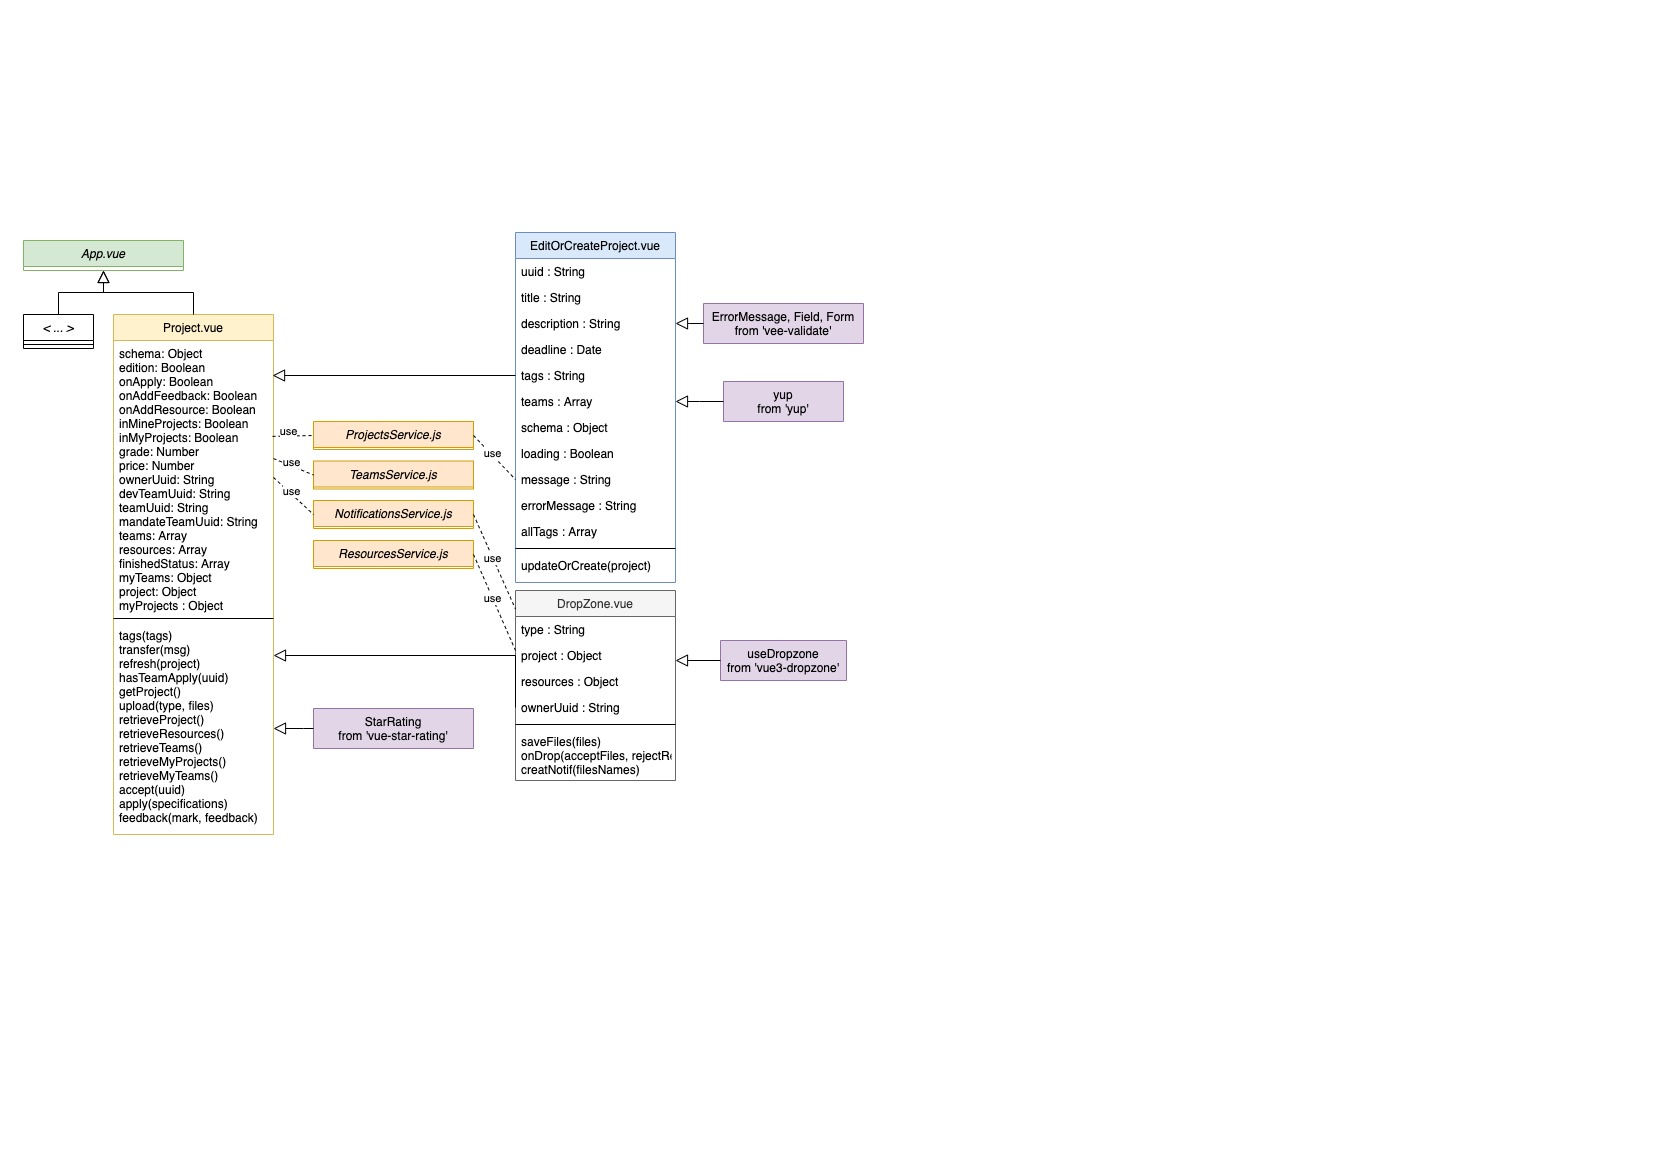 App.vue
< ... >
Project.vue
schema: Object
edition: Boolean
onApply: Boolean
onAddFeedback: Boolean
onAddResource: Boolean
inMineProjects: Boolean
inMyProjects: Boolean
grade: Number
price: Number
ownerUuid: String
devTeamUuid: String
teamUuid: String
mandateTeamUuid: String
teams: Array
resources: Array
finishedStatus: Array
myTeams: Object
project: Object
myProjects : Object
tags(tags)
transfer(msg)
refresh(project)
hasTeamApply(uuid)
getProject()
upload(type, files)
retrieveProject()
retrieveResources()
retrieveTeams()
retrieveMyProjects()
retrieveMyTeams()
accept(uuid)
apply(specifications)
feedback(mark, feedback)
use
use
use
ProjectsService.js
TeamsService.js
NotificationsService.js
ResourcesService.js
StarRating
from 'vue-star-rating'
use
use
use
EditOrCreateProject.vue
uuid : String
title : String
description : String
deadline : Date
tags : String
teams : Array
schema : Object
loading : Boolean
message : String
errorMessage : String
allTags : Array
updateOrCreate(project)
DropZone.vue
type : String
project : Object
resources : Object
ownerUuid : String
saveFiles(files)
onDrop(acceptFiles,
creatNotif(filesNames)
ErrorMessage, Field, Form
from 'vee-validate'
yup
from 'yup'
useDropzone
from 'vue3-dropzone'